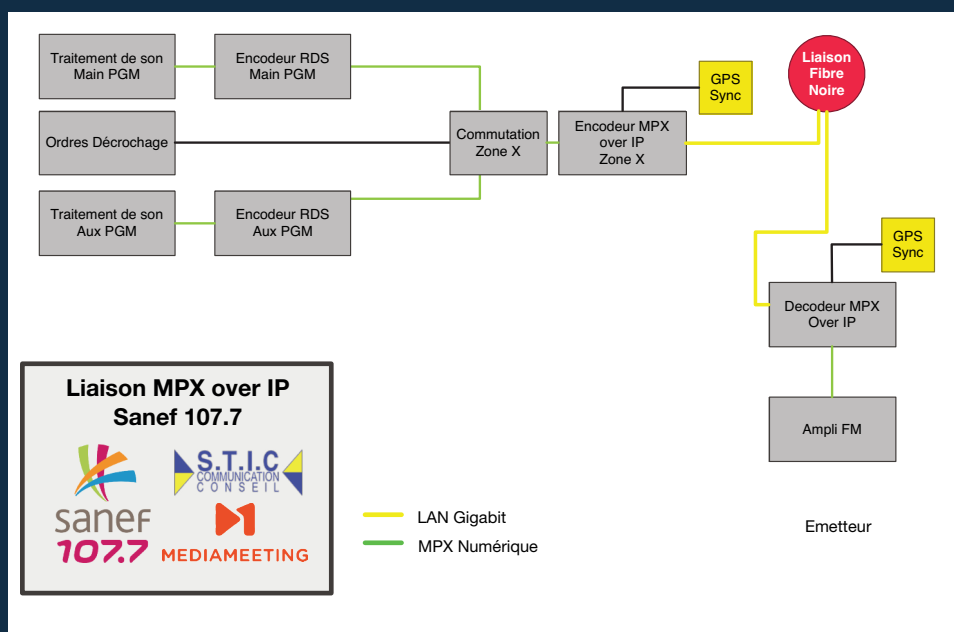 Traitement de son
Main PGM
Encodeur RDS
Main PGM
GPS
Sync
Liaison
Fibre
Noire
Ordres Décrochage
Commutation
Zone X
Encodeur MPX
over IP
Zone X
Traitement de son
Aux PGM
Encodeur RDS
Aux PGM
GPS
Sync
Decodeur MPX
Over IP
Ampli FM
Emetteur
Liaison MPX over IP
Sanef 107.7
sanef
107.7
S.T.I.C
COMMUNICATION
CONSEIL
MEDIAMEETING
LAN Gigabit
MPX Numérique